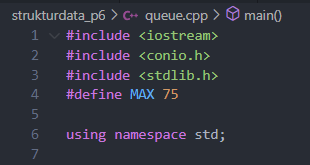 strukturdata_p6 > queue.cpp > main()
1 #include <iostream>
2 #include <conio.h>
3 #include <stdlib.h>
4 #define MAX 75
5
6 using namespace std;
7